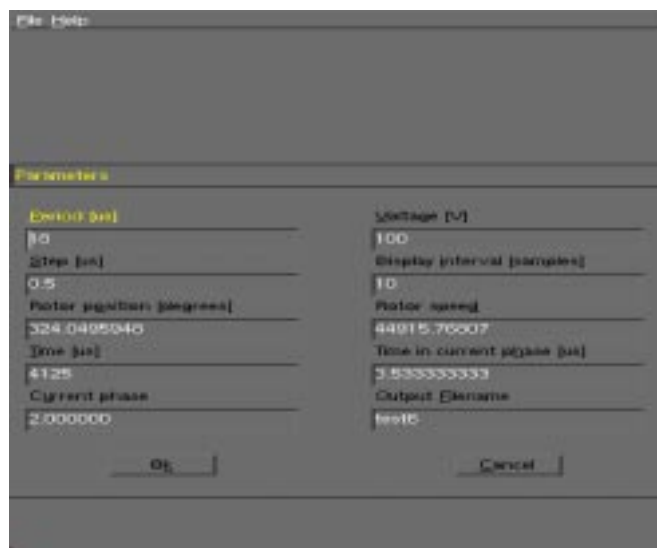 File Help
Parameters
Period [us]
Voltage [V]
10
100
Step [us]
Display interval [samples]
0.5
10
Rotor position [degrees]
Rotor speed
324.0495946
44915.76807
Time [us]
Time in current phase [us]
4125
3.533333333
Current phase
Output Filename
2.000000
test6
Ok
Cancel